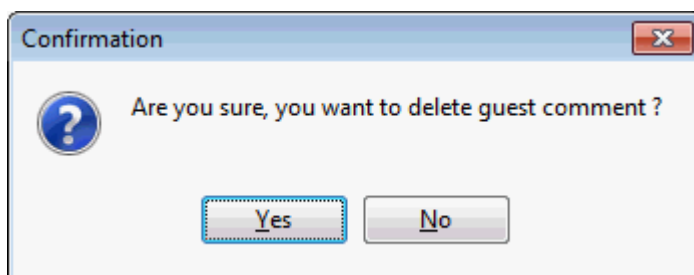 Confirmation
Are you sure, you want to delete guest comment ?
Yes
No